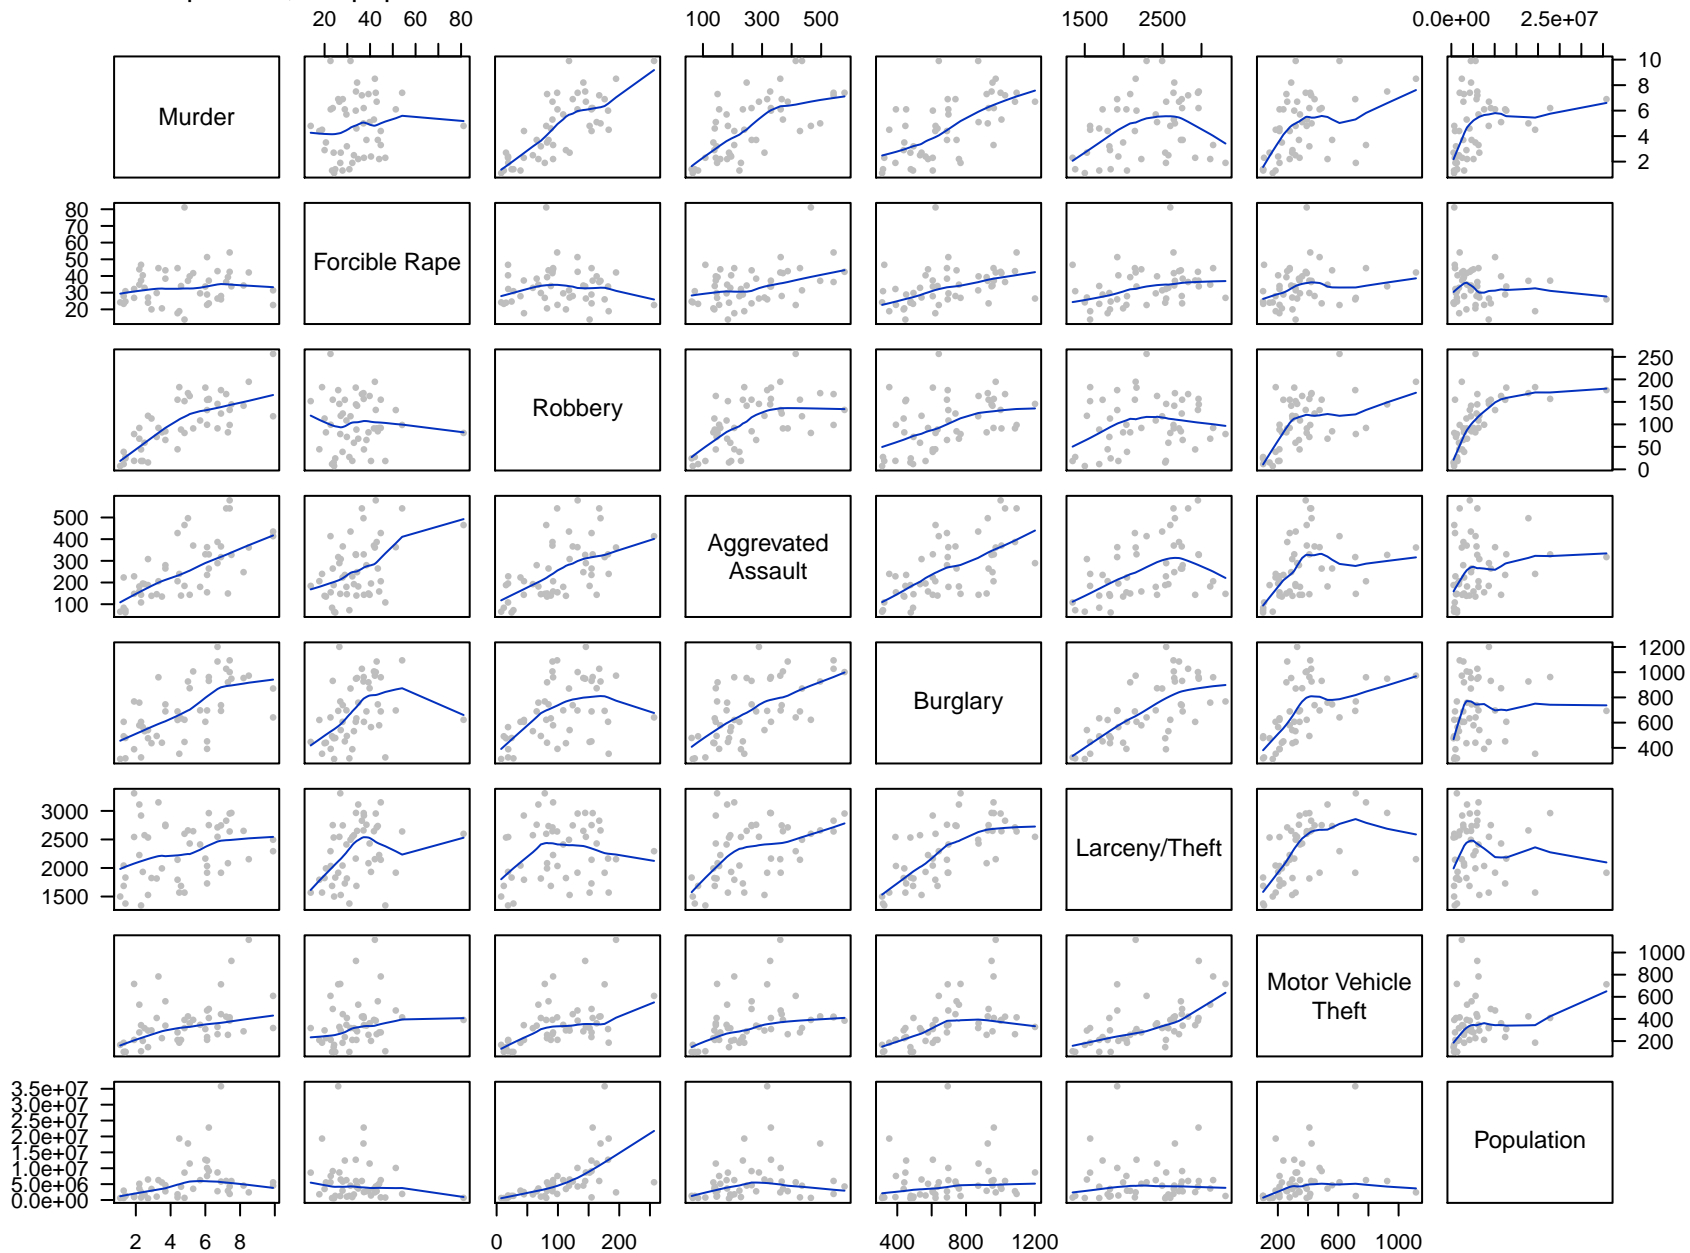 20 40 60 80 100 300 500 1500 2500 0.0e+00 2.5e+07
Murder
10
8
6
4
2
80
70
60
50
40
30
20
Forcible Rape
Robbery
250
200
150
100
50
0
500
400
300
200
100
Aggrevated
Assault
Burglary
1200
1000
800
600
400
3000
2500
2000
1500
Larceny/Theft
Motor Vehicle
Theft
1000
800
600
400
200
3.5e+07
3.0e+07
2.5e+07
2.0e+07
1.5e+07
1.0e+07
5.0e+06
0.0e+00
Population
2 4 6 8 0 100 200 400 800 1200 200 600 1000